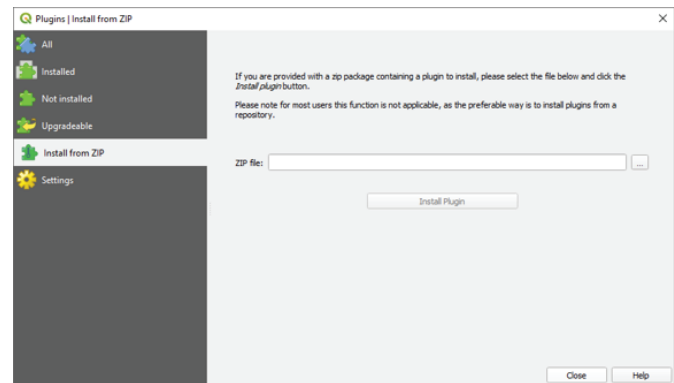 Plugins | Install from ZIP
All
Installed
Not installed
Upgradeable
Install from ZIP
Settings
If you are provided with a zip package containing a plugin to install, please select the file below and click the
Install plugin button.
Please note for most users this function is not applicable, as the preferable way is to install plugins from a
repository.
ZIP file:
...
Install Plugin
Close
Help